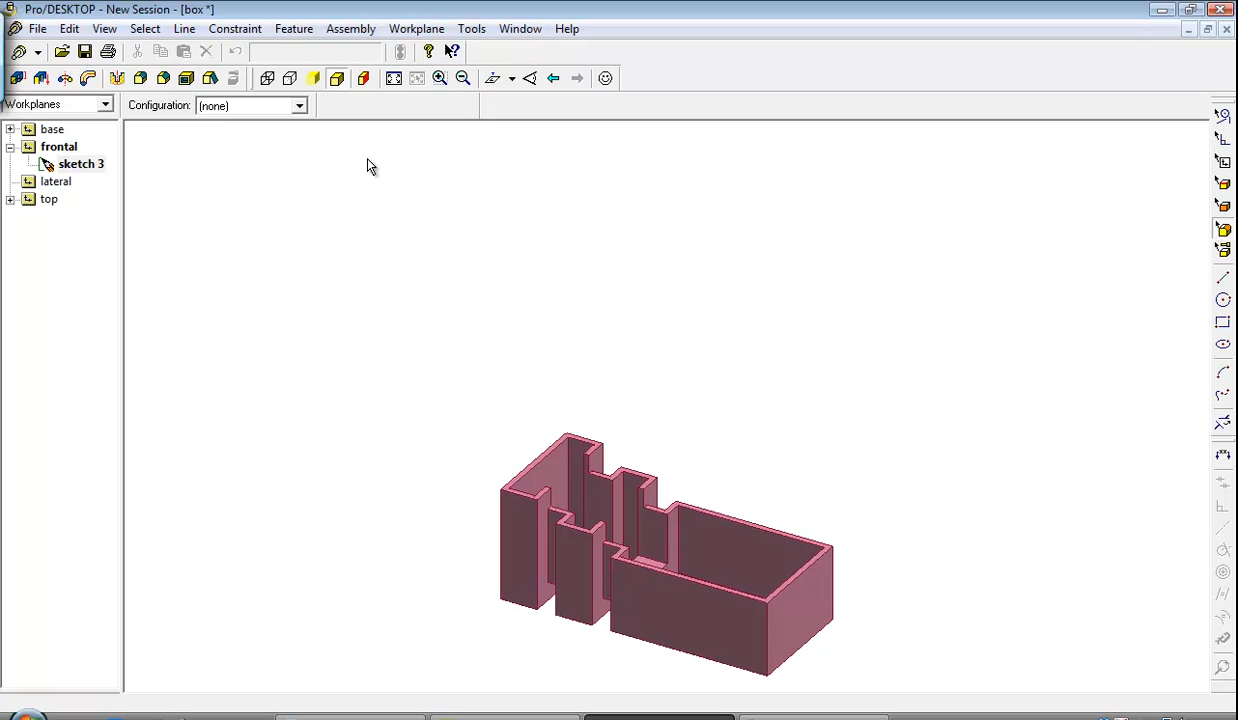 Pro/DESKTOP - New Session - [box *]
File Edit View Select Line Constraint Feature Assembly Workplane Tools Window Help
Workplanes Configuration: (none)
base
frontal
sketch 3
lateral
top